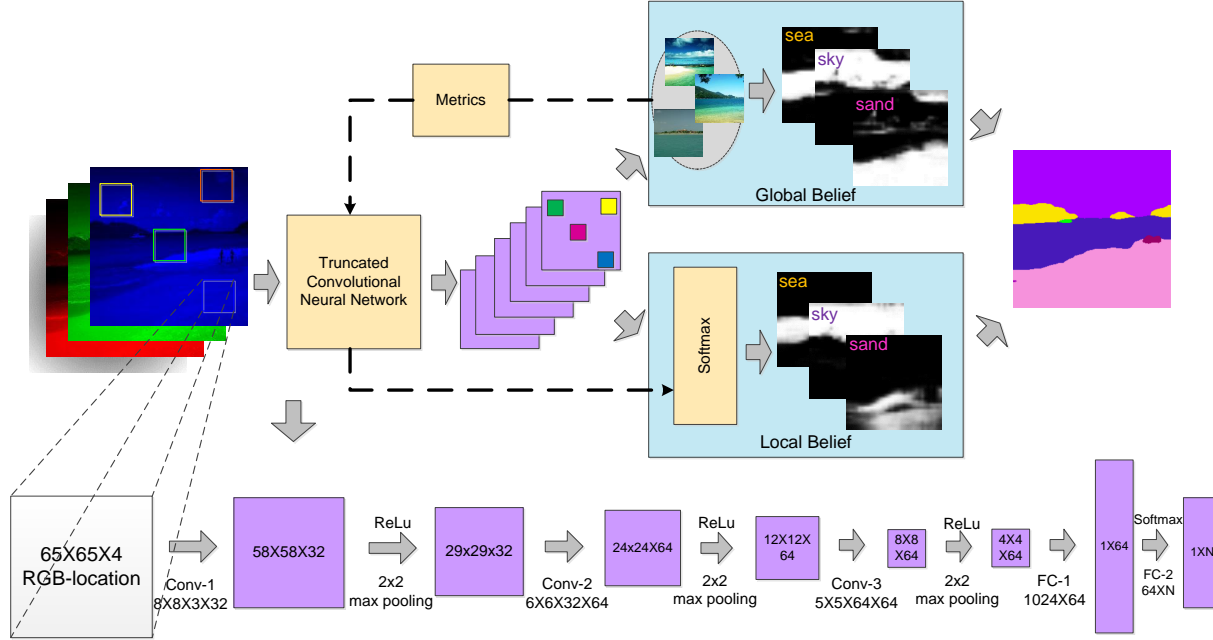 sea
sky
sand
Metrics
Global Belief
Truncated
Convolutional
Neural Network
Softmax
sea
sky
sand
Local Belief
65X65X4
RGB-location
Conv-1
8X8X3X32
58X58X32
ReLu
2x2
max pooling
29x29x32
Conv-2
6X6X32X64
24x24X64
ReLu
2X2
max pooling
12X12X
64
Conv-3
5X5X64X64
8X8
X64
ReLu
2X2
max pooling
4X4
X64
FC-1
1024X64
1X64
Softmax
FC-2
64XN
1XN